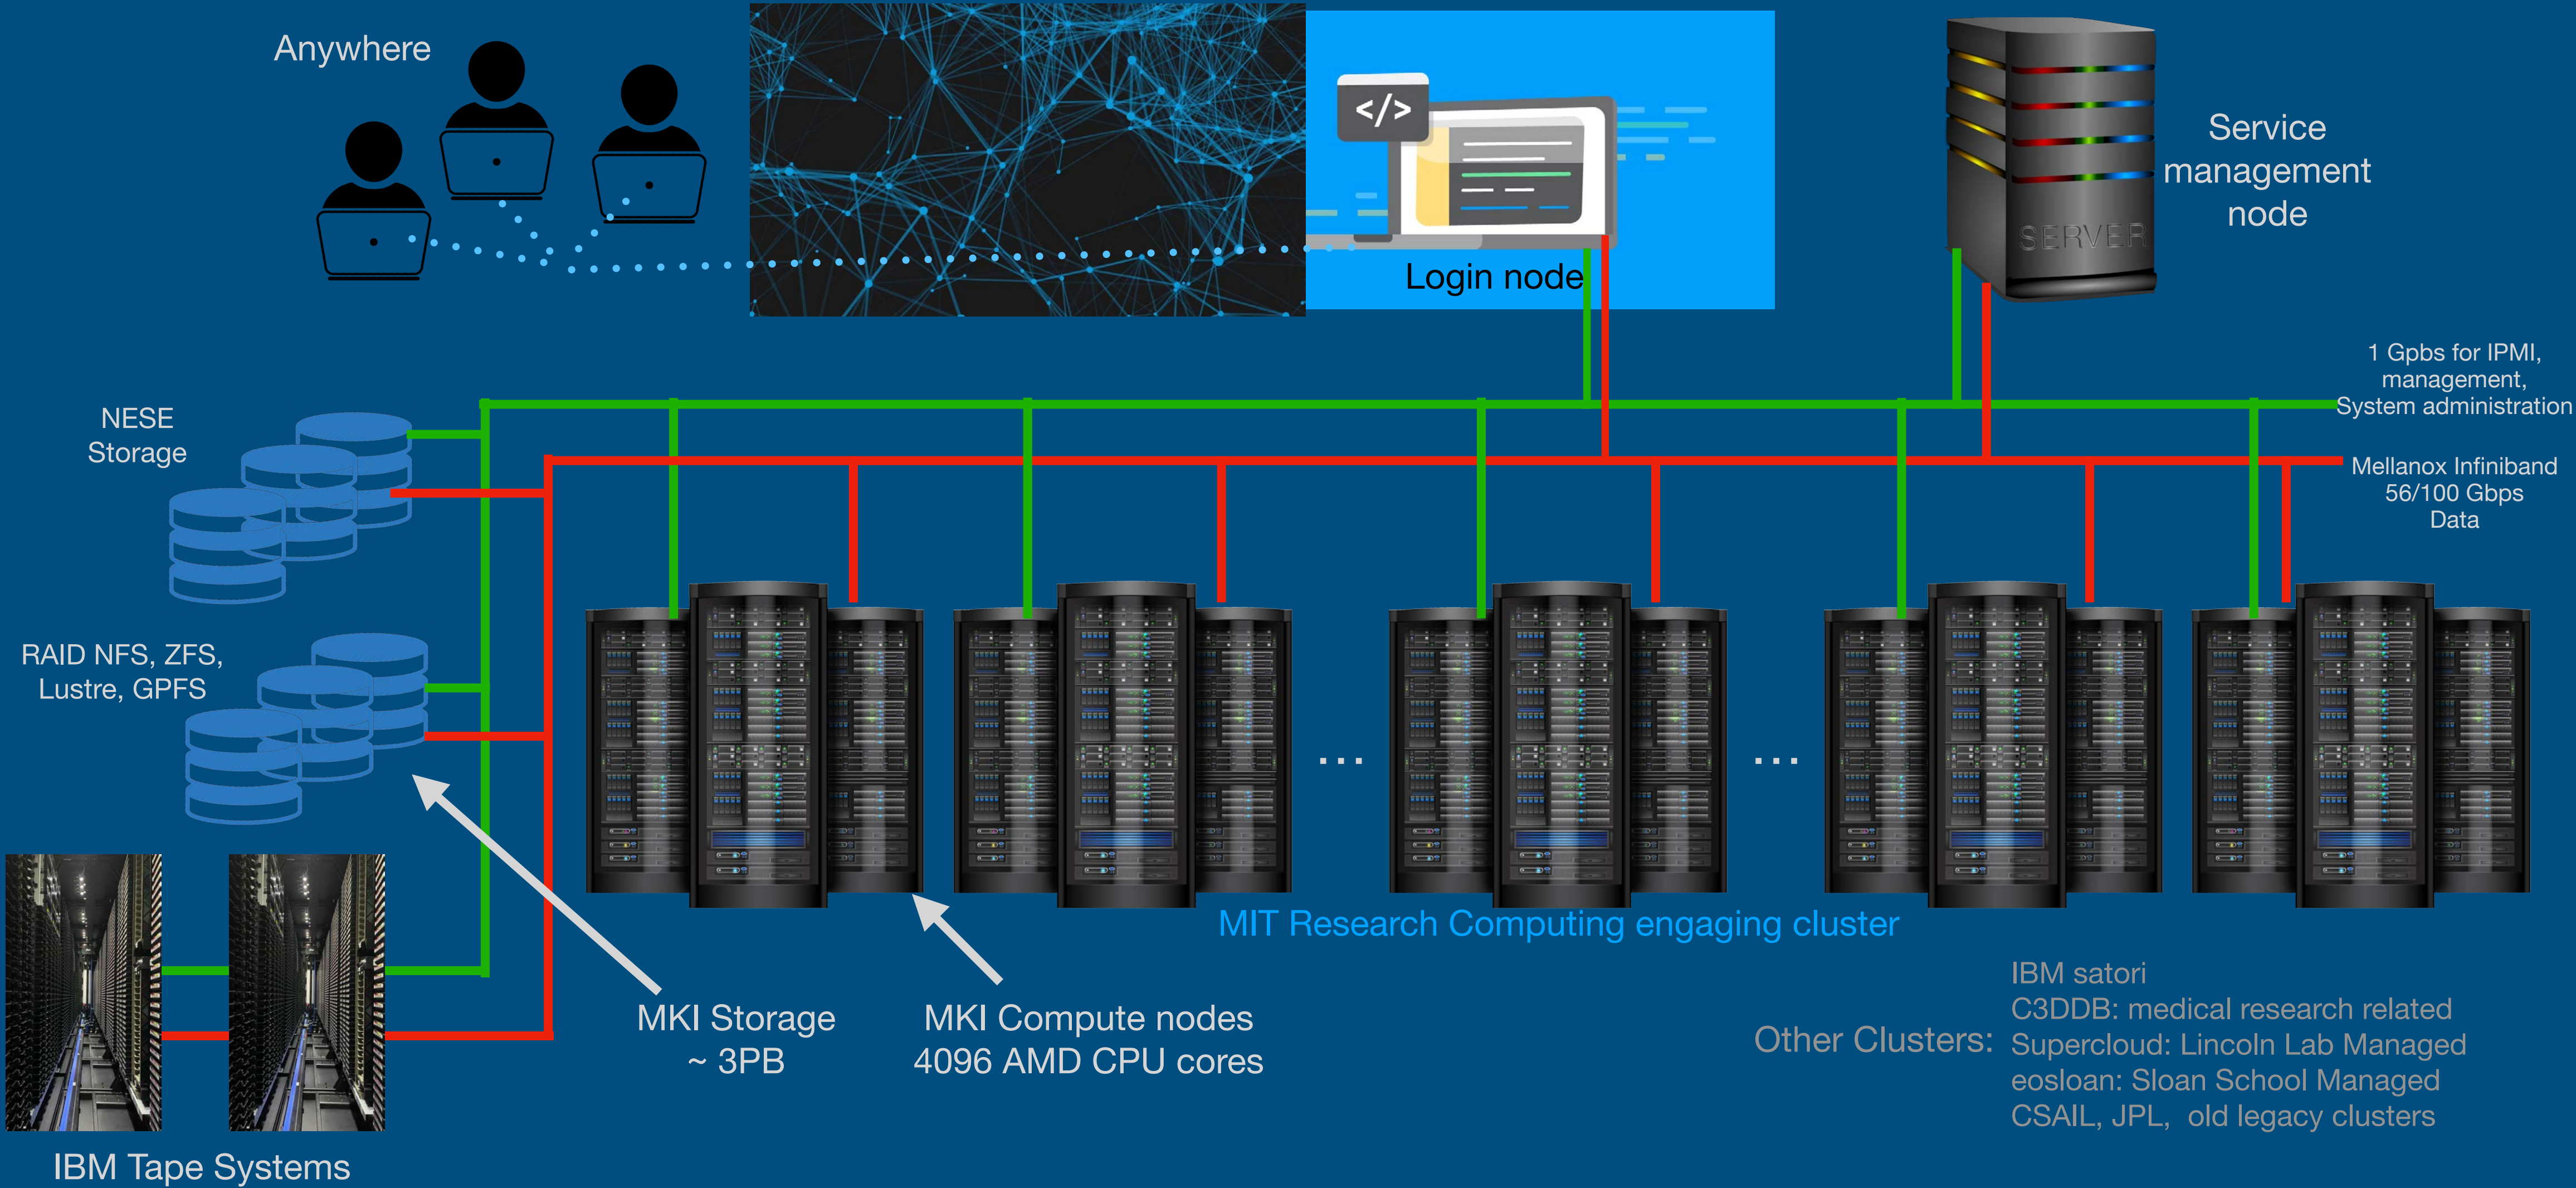 Anywhere
</>
Login node
SERVER
Service
management
node
1 Gpbs for IPMI,
management,
System administration
Mellanox Infiniband
56/100 Gbps
Data
NESE
Storage
RAID NFS, ZFS,
Lustre, GPFS
...
...
MIT Research Computing engaging cluster
MKI Storage
~ 3PB
MKI Compute nodes
4096 AMD CPU cores
Other Clusters:
IBM satori
C3DDB: medical research related
Supercloud: Lincoln Lab Managed
eosloan: Sloan School Managed
CSAIL, JPL,  old legacy clusters
IBM Tape Systems